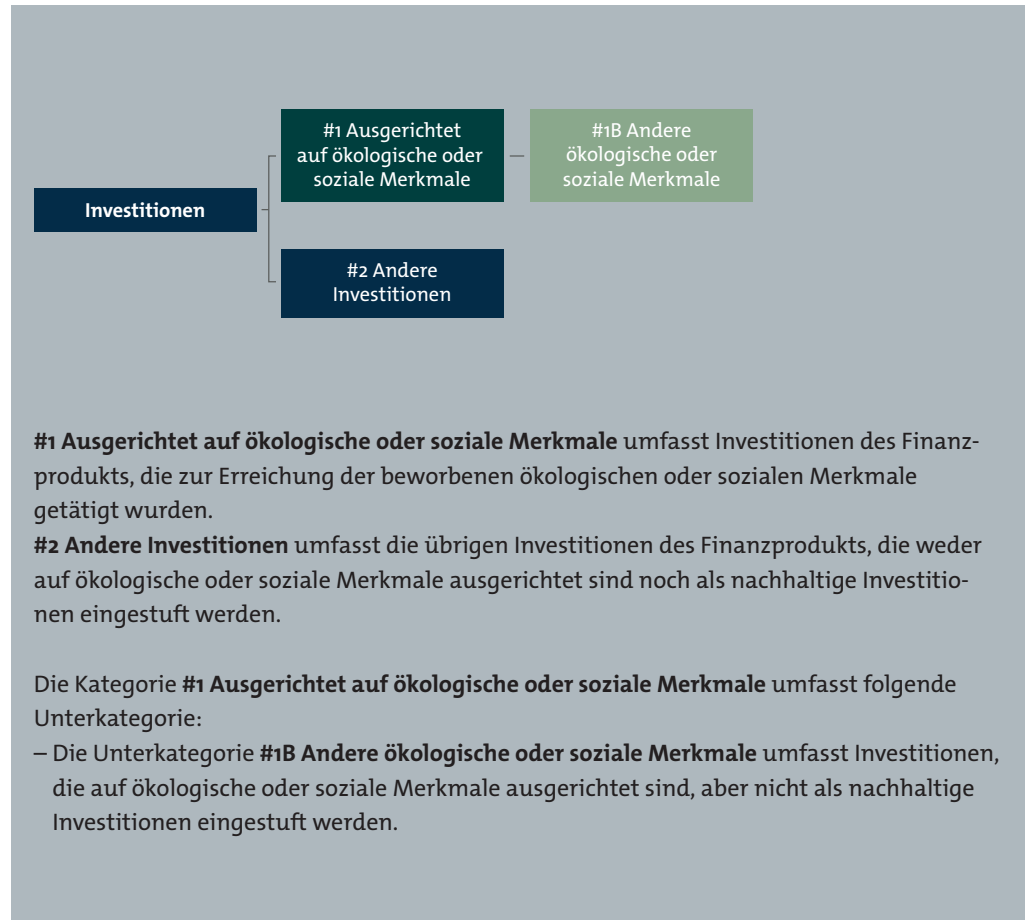 #1 Ausgerichtet
auf ökologische oder
soziale Merkmale
#1B Andere
ökologische oder
soziale Merkmale
Investitionen
#2 Andere
Investitionen
#1 Ausgerichtet auf ökologische oder soziale Merkmale umfasst Investitionen des Finanz-
produkts, die zur Erreichung der beworbenen ökologischen oder sozialen Merkmale
getätigt wurden.
#2 Andere Investitionen umfasst die übrigen Investitionen des Finanzprodukts, die weder
auf ökologische oder soziale Merkmale ausgerichtet sind noch als nachhaltige Investitio-
nen eingestuft werden.
Die Kategorie #1 Ausgerichtet auf ökologische oder soziale Merkmale umfasst folgende
Unterkategorie:
– Die Unterkategorie #1B Andere ökologische oder soziale Merkmale umfasst Investitionen,
die auf ökologische oder soziale Merkmale ausgerichtet sind, aber nicht als nachhaltige
Investitionen eingestuft werden.